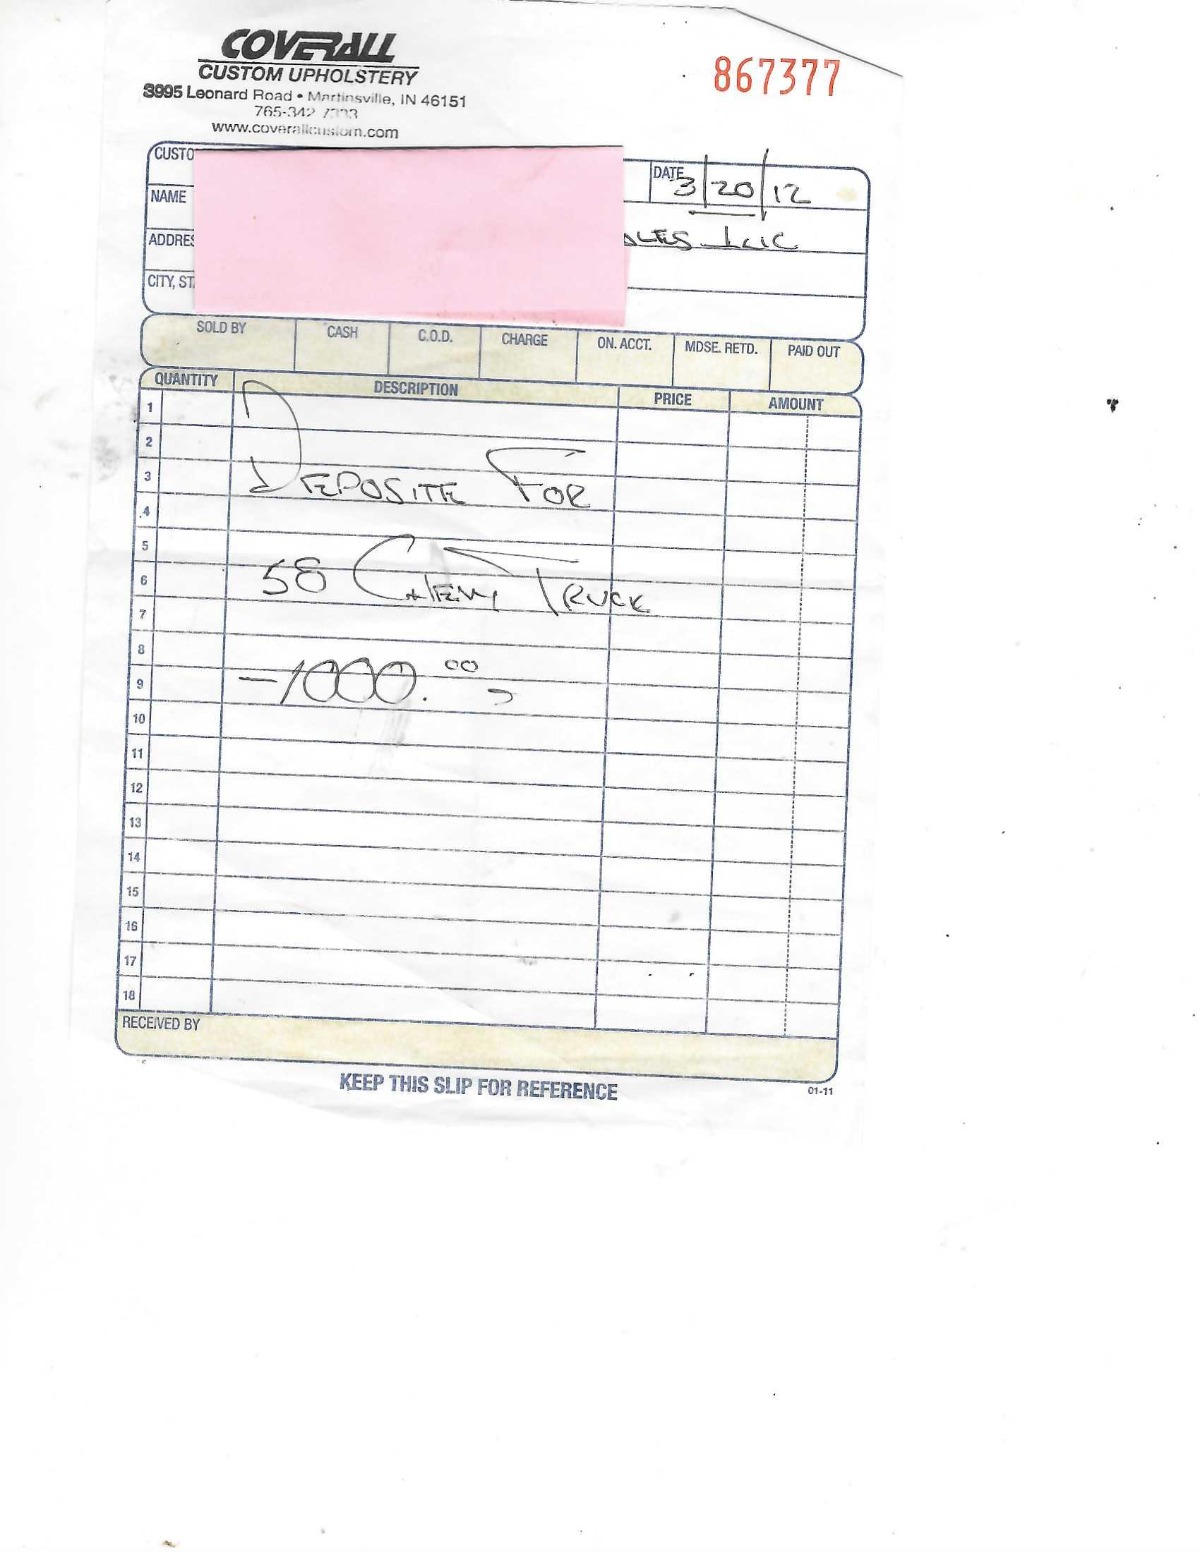 COVERALL
CUSTOM UPHOLSTERY
3995 Leonard Road • Martinsville, IN 46151
765-342
www.coverallcustom.com
867377
CUSTO
DATE 3/20/12
NAME
ADDRES
CITY, ST
SOLD BY CASH C.O.D. CHARGE ON. ACCT. MDSE. RETD. PAID OUT
QUANTITY DESCRIPTION PRICE AMOUNT
1
2
3 DEPOSITE FOR
4
5
6 58 CHEVY TRUCK
7
8
9 -1000.00
10
11
12
13
14
15
16
17
18
RECEIVED BY
KEEP THIS SLIP FOR REFERENCE
01-11